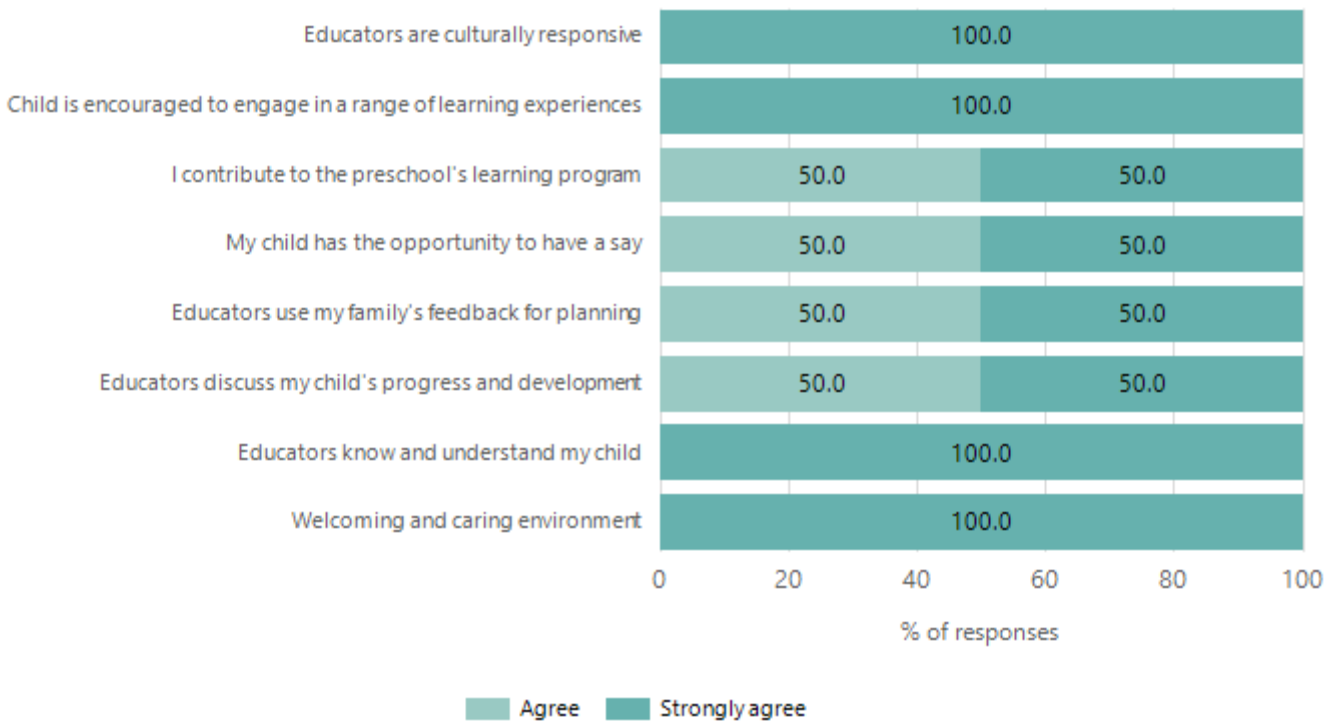 Educators are culturally responsive 100.0
Child is encouraged to engage in a range of learning experiences 100.0
I contribute to the preschool's learning program 50.0 50.0
My child has the opportunity to have a say 50.0 50.0
Educators use my family's feedback for planning 50.0 50.0
Educators discuss my child's progress and development 50.0 50.0
Educators know and understand my child 100.0
Welcoming and caring environment 100.0
0 20 40 60 80 100
% of responses
Agree Strongly agree